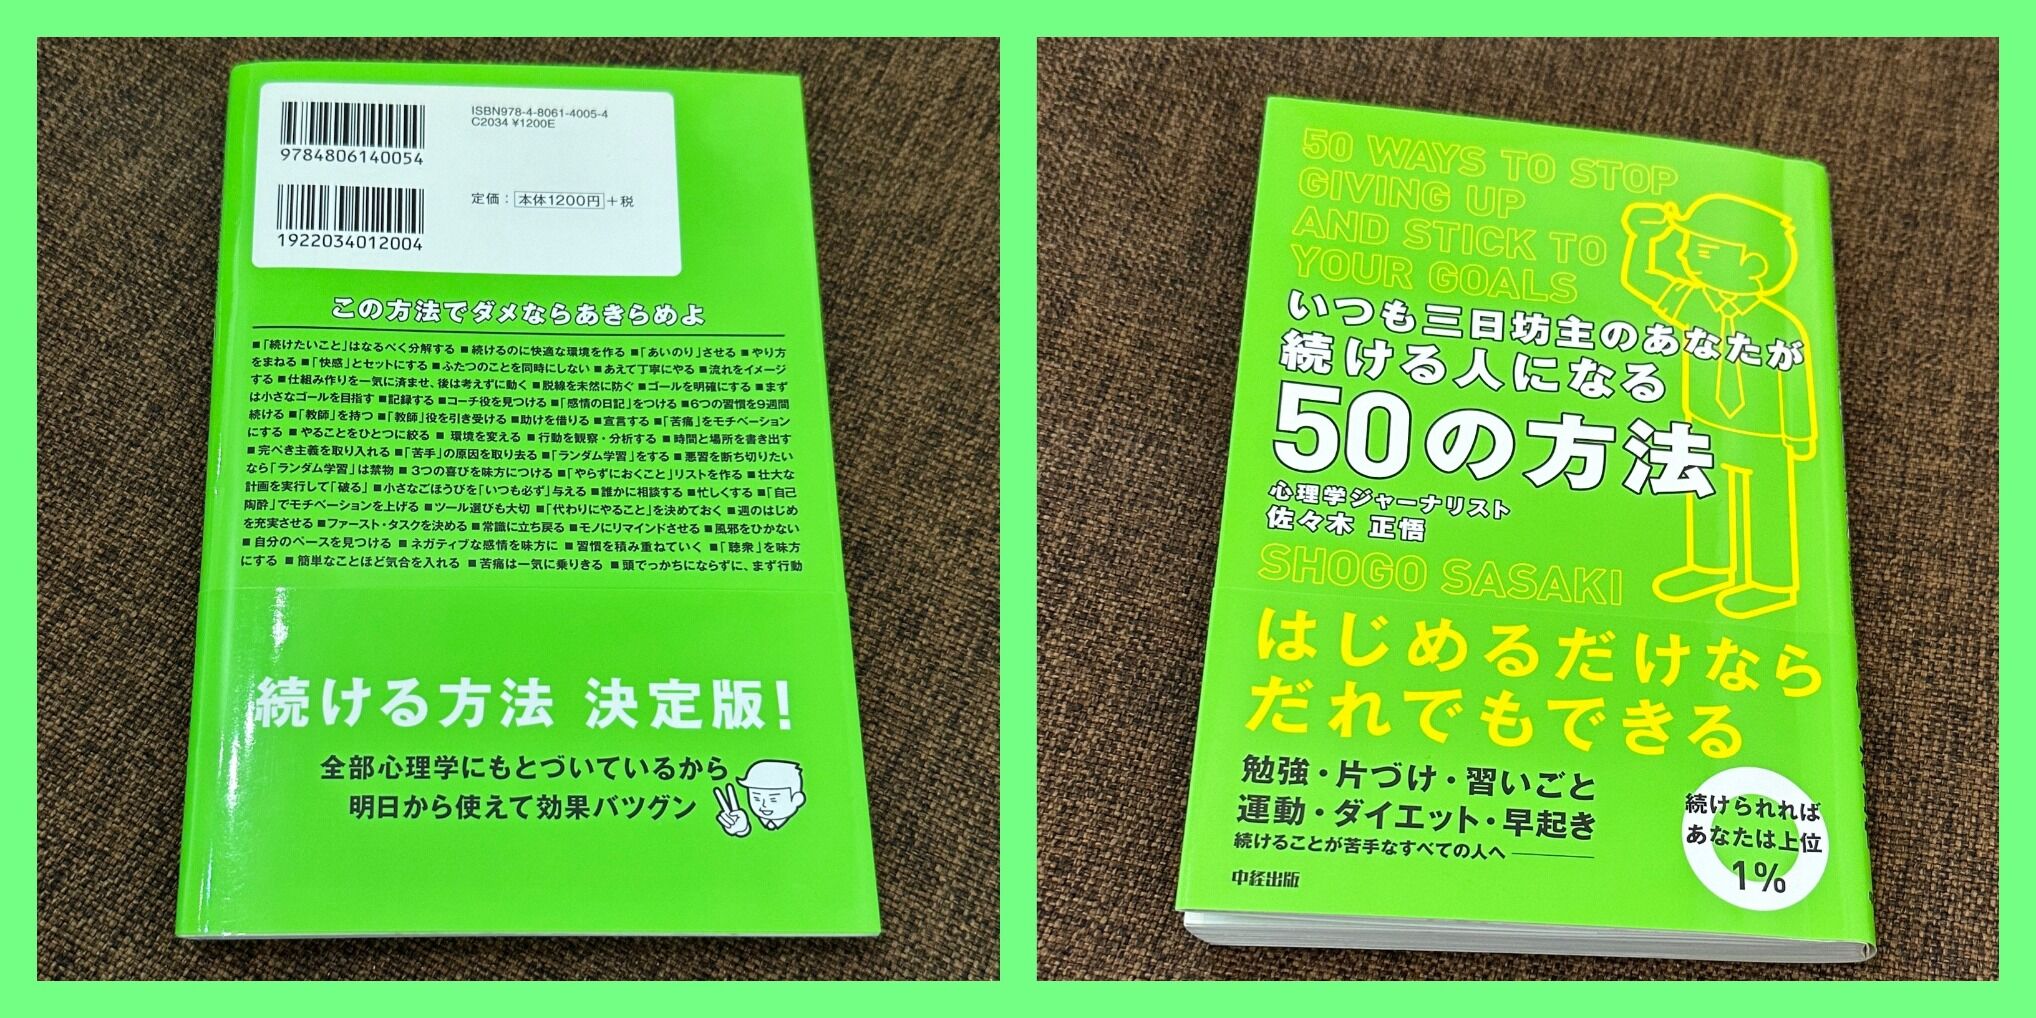 ISBN978-4-8061-4005-4
C2034 ¥1200E
9784806140054
定価：本体1200円＋税
1922034012004
この方法でダメならあきらめよ
■「続けたいこと」はなるべく分解する ■続けるのに快適な環境を作る ■「あいのり」させる ■やり方
をまねる ■「快感」とセットにする ■ふたつのことを同時にしない ■あえて丁寧にやる ■流れをイメージ
する ■仕組み作りを一気に済ませ、後は考えずに動く ■脱線を未然に防ぐ ■ゴールを明確にする ■まず
は小さなゴールを目指す ■記録する ■コーチ役を見つける ■「感情の日記」をつける ■6つの習慣を9週間
続ける ■「教師」を持つ ■「教師」役を引き受ける ■助けを借りる ■宣言する ■「苦痛」をモチベーション
にする ■やることをひとつに絞る ■環境を変える ■行動を観察・分析する ■時間と場所を書き出す
■完ぺき主義を取り入れる ■「苦手」の原因を取り去る ■「ランダム学習」をする ■悪習を断ち切りたい
なら「ランダム学習」は禁物 ■3つの喜びを味方につける ■「やらずにおくこと」リストを作る ■壮大な
計画を実行して「破る」 ■小さなごほうびを「いつも必ず」与える ■誰かに相談する ■忙しくする ■「自己
陶酔」でモチベーションを上げる ■ツール選びも大切 ■「代わりにやること」を決めておく ■週のはじめ
を充実させる ■ファースト・タスクを決める ■常識に立ち戻る ■モノにリマインドさせる ■風邪をひかない
■自分のペースを見つける ■ネガティブな感情を味方に ■習慣を積み重ねていく ■「聴衆」を味方
にする ■簡単なことほど気合を入れる ■苦痛は一気に乗りきる ■頭でっかちにならずに、まず行動
続ける方法 決定版！
全部心理学にもとづいているから
明日から使えて効果バツグン
50 WAYS TO STOP
GIVING UP
AND STICK TO
YOUR GOALS
いつも三日坊主のあなたが
続ける人になる
50の方法
心理学ジャーナリスト
佐々木 正悟
SHOGO SASAKI
はじめるだけなら
だれでもできる
勉強・片づけ・習いごと
運動・ダイエット・早起き
続けることが苦手なすべての人へ
続けられれば
あなたは上位
1%
中経出版